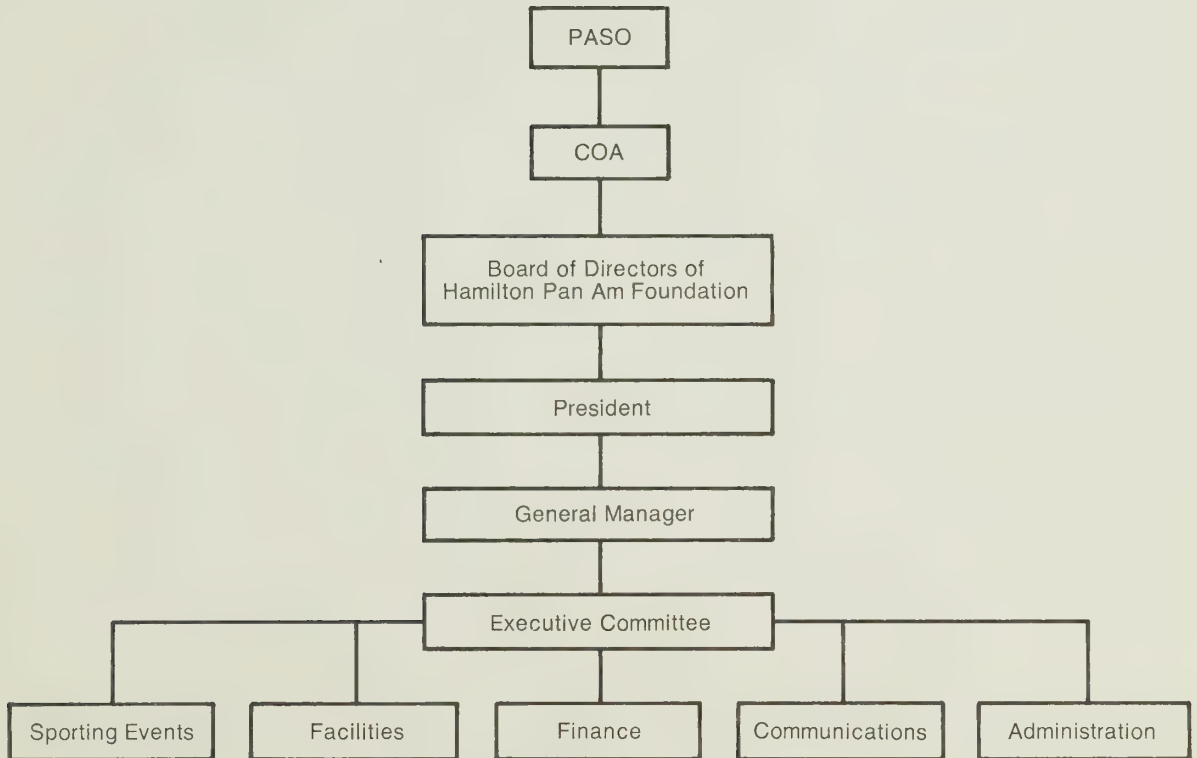 PASO
COA
Board of Directors of
Hamilton Pan Am Foundation
President
General Manager
Executive Committee
Sporting Events
Facilities
Finance
Communications
Administration